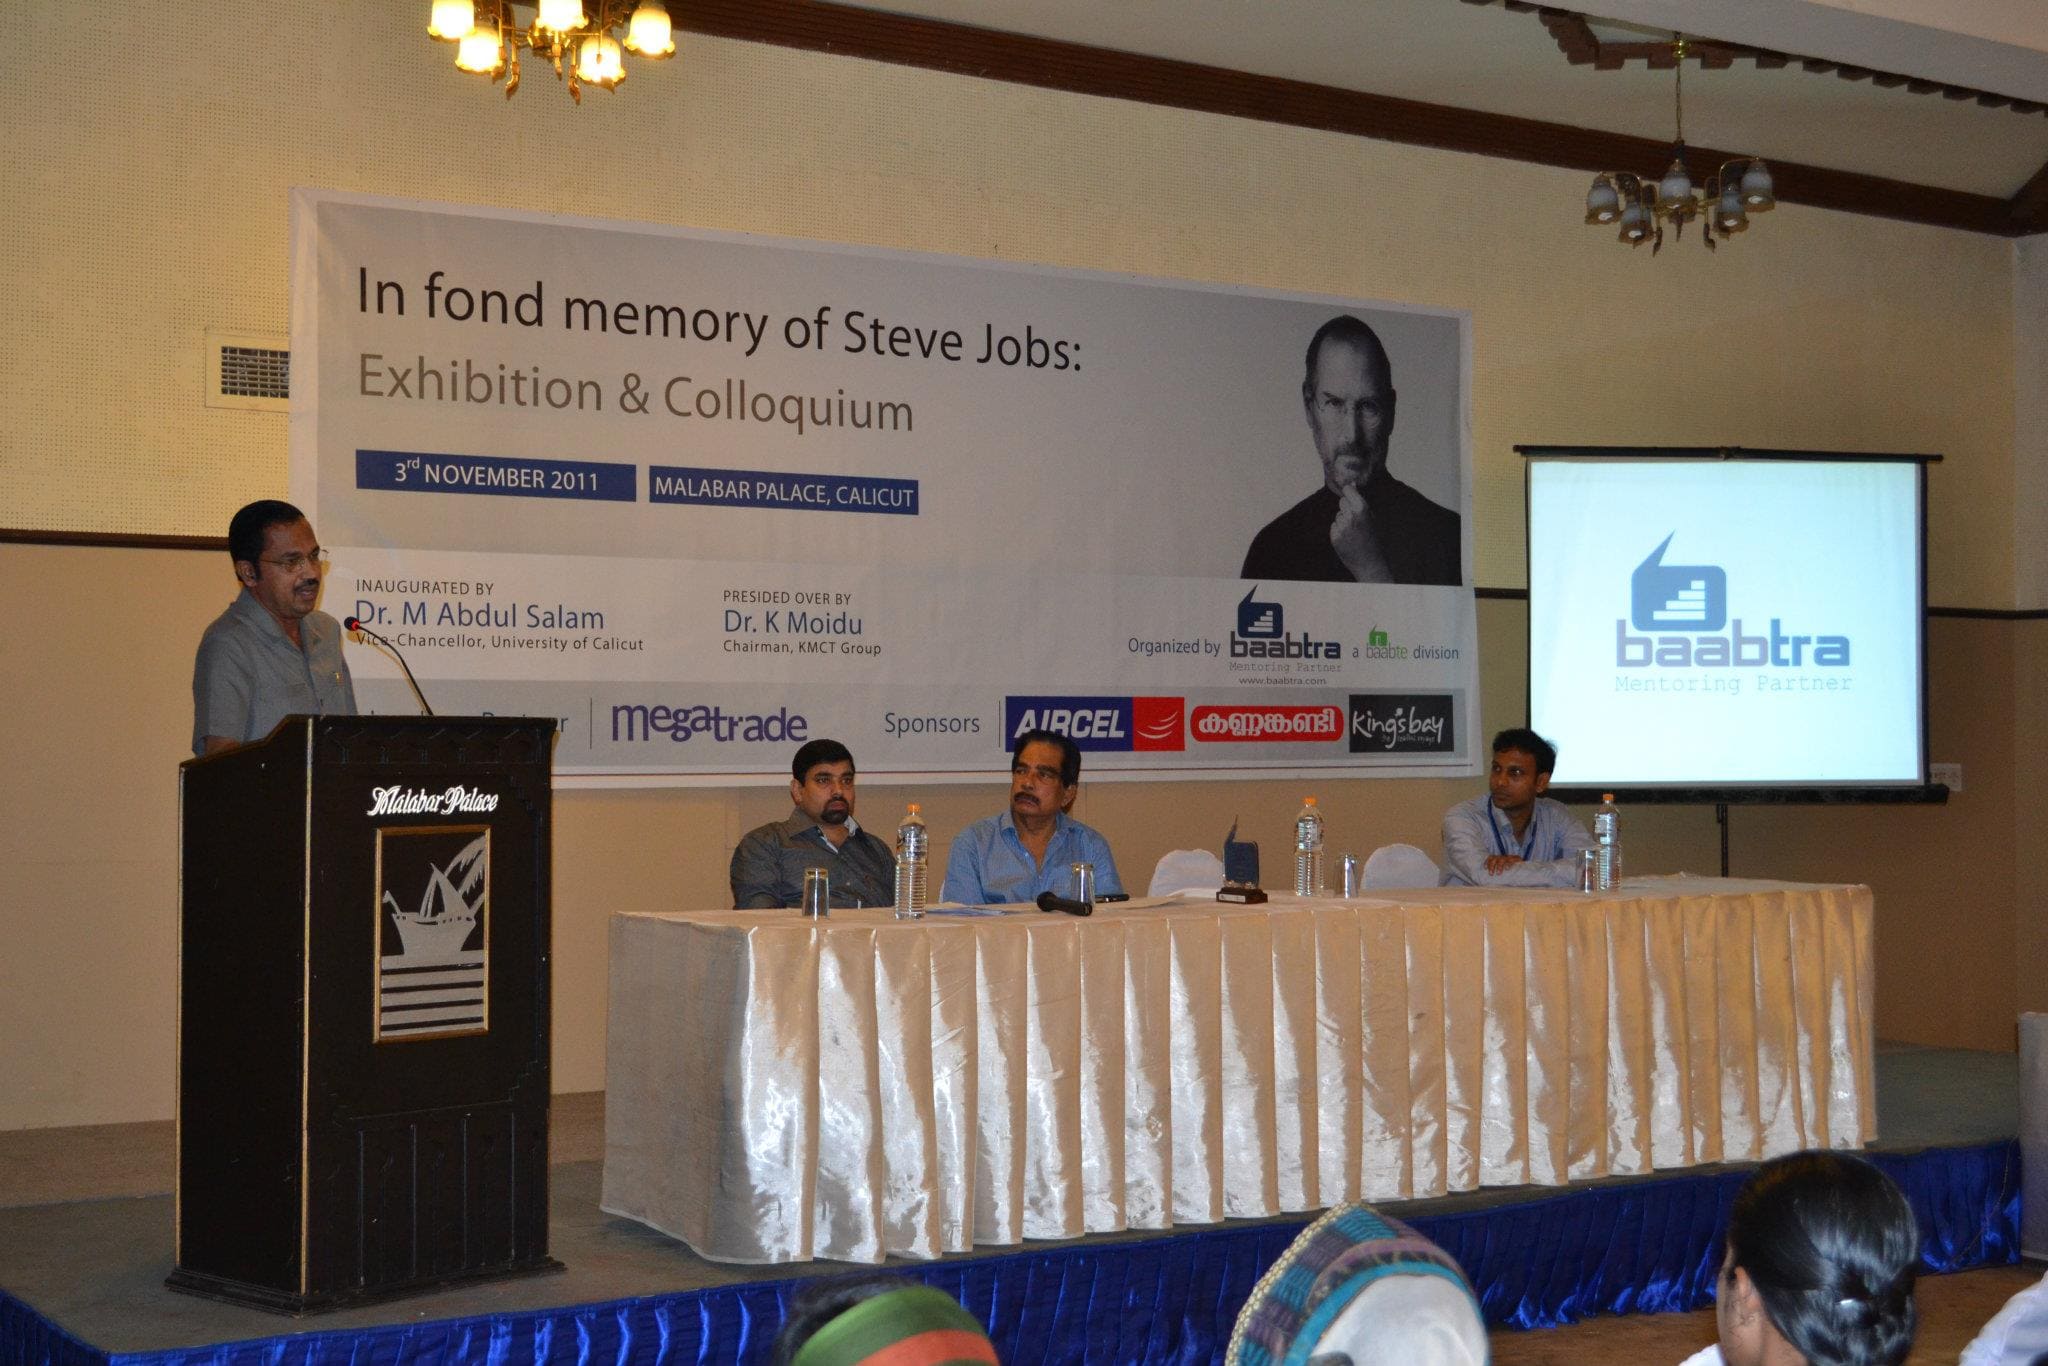 In fond memory of Steve Jobs:
Exhibition & Colloquium
3rd NOVEMBER 2011
MALABAR PALACE, CALICUT
INAUGURATED BY
Dr. M Abdul Salam
Vice-Chancellor, University of Calicut
PRESIDED OVER BY
Dr. K Moidu
Chairman, KMCT Group
Organized by baabtra a baabte division
Mentoring Partner
www.baabtra.com
megatrade
Sponsors
AIRCEL
കണ്ണങ്കണ്ടി
King'sbay
baabtra
Mentoring Partner
Malabar Palace